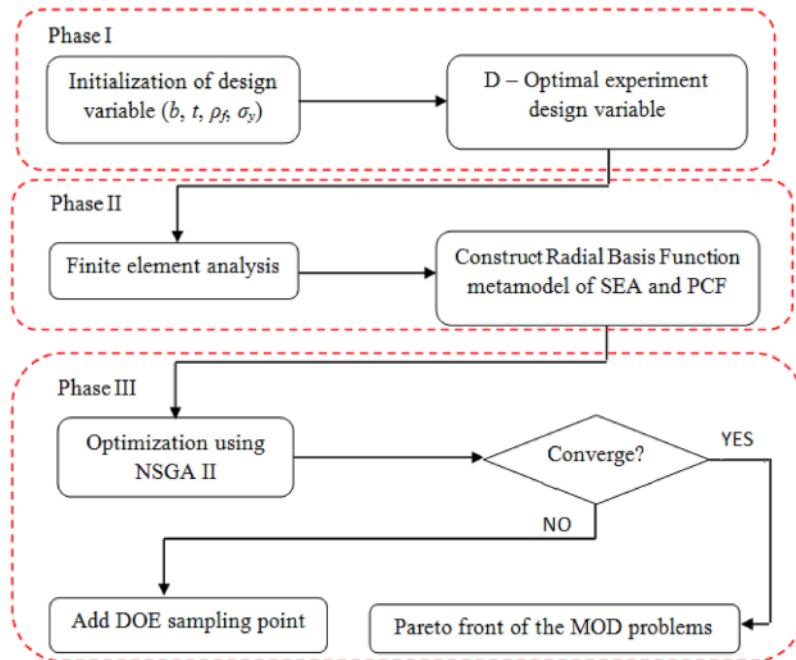 Phase I
Initialization of design
variable (b, t, ρf, σy)
D – Optimal experiment
design variable
Phase II
Finite element analysis
Construct Radial Basis Function
metamodel of SEA and PCF
Phase III
Optimization using
NSGA II
Converge?
YES
NO
Add DOE sampling point
Pareto front of the MOD problems